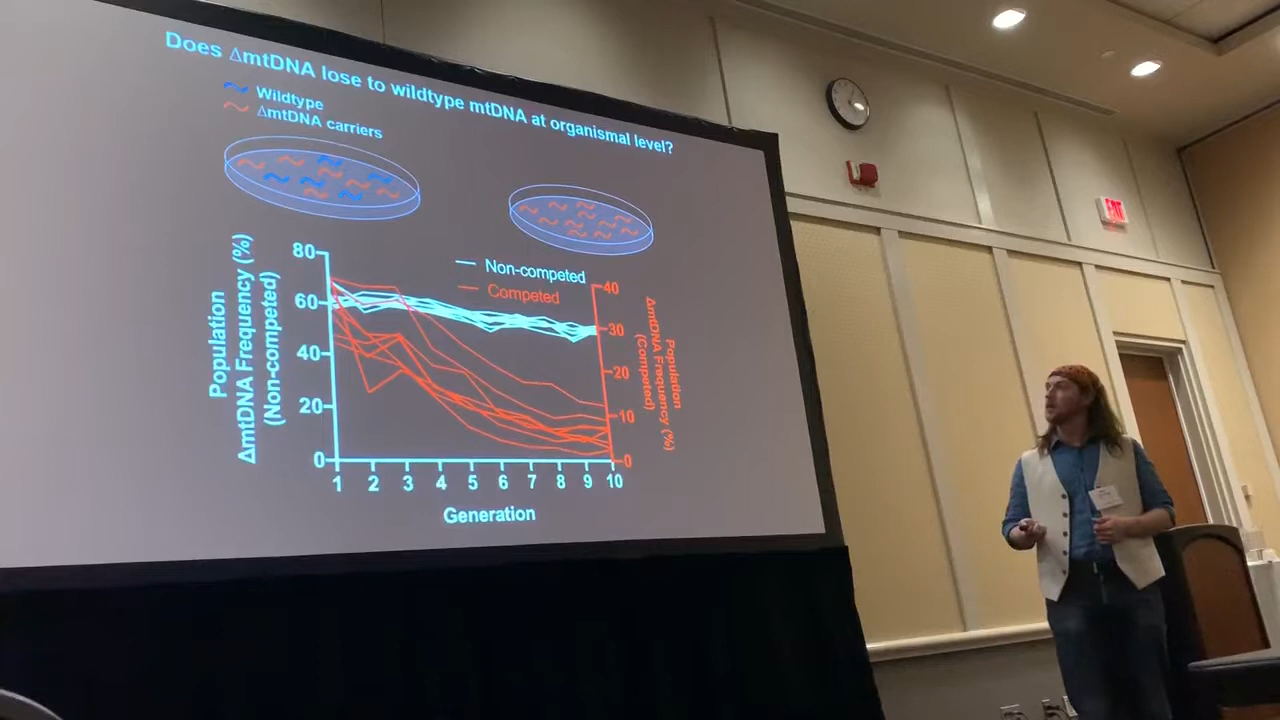 Does ΔmtDNA lose to wildtype mtDNA at organismal level?
Wildtype
ΔmtDNA carriers
Population
ΔmtDNA Frequency (%)
(Non-competed)
80
60
40
20
0
Non-competed
Competed
40
30
20
10
0
Population
ΔmtDNA Frequency (%)
(Competed)
1 2 3 4 5 6 7 8 9 10
Generation
EXIT